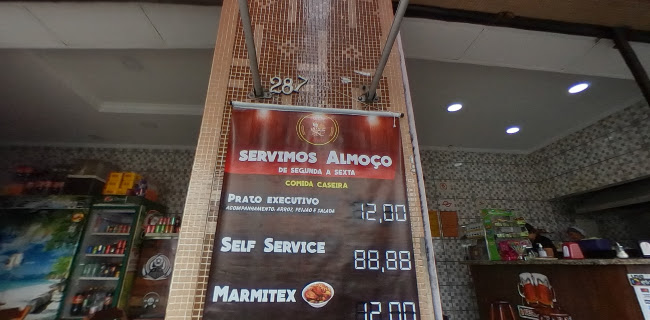 287
SERVIMOS ALMOÇO
DE SEGUNDA A SEXTA
COMIDA CASEIRA
PRATO EXECUTIVO 12,00
ACOMPANHAMENTO, ARROZ, FEIJÃO E SALADA
SELF SERVICE 88,88
MARMITEX 12,00